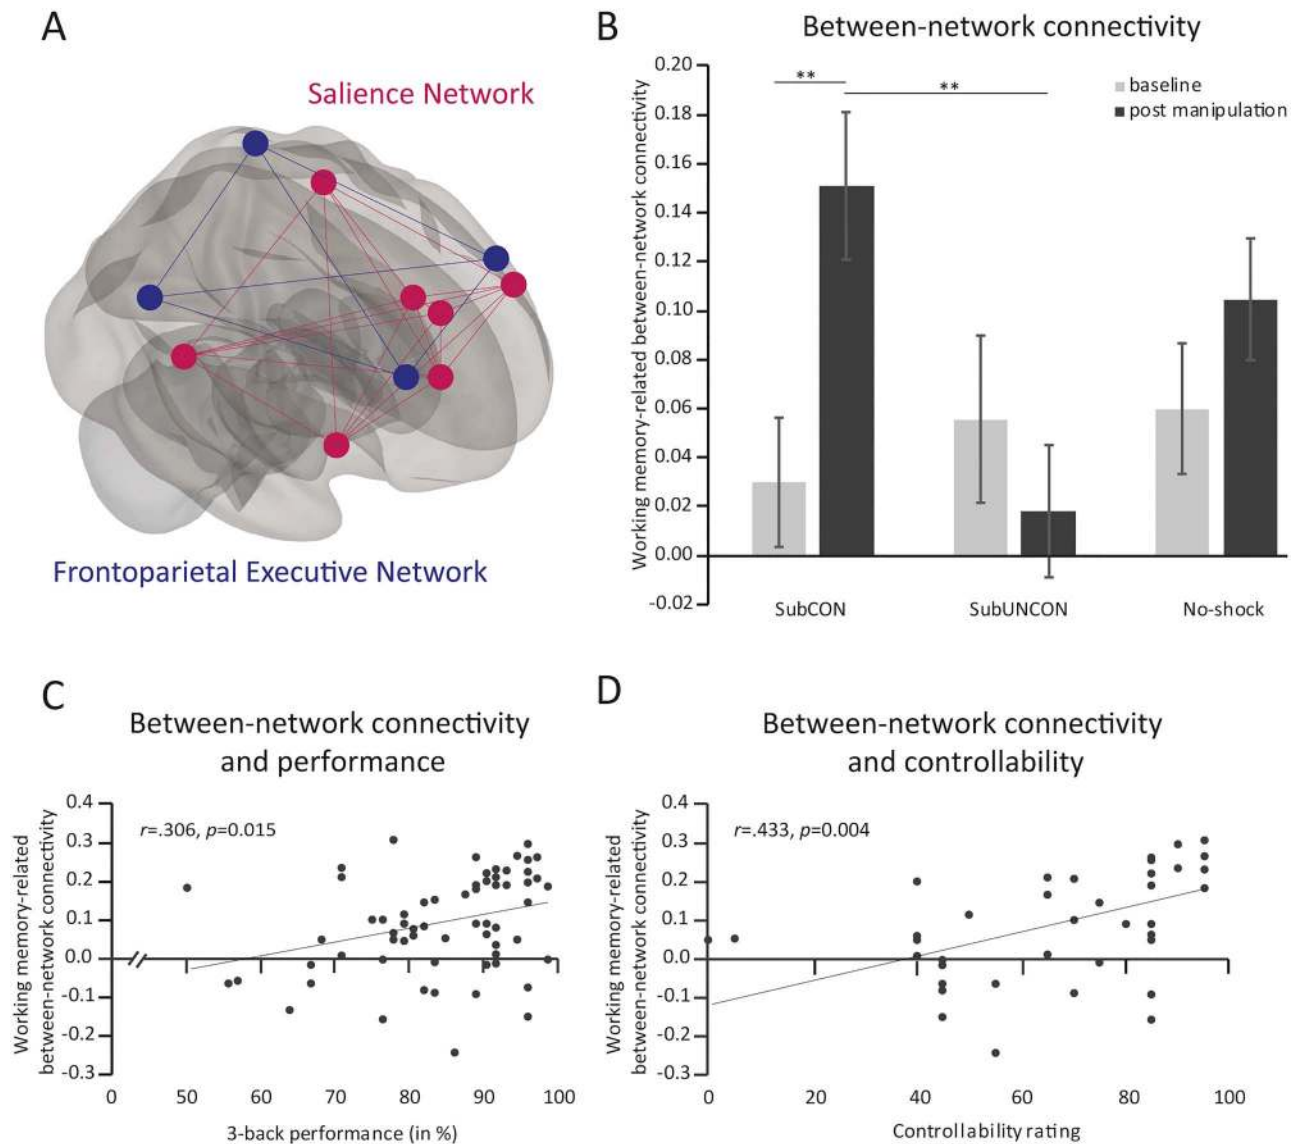 A
Salience Network
Frontoparietal Executive Network
B
Between-network connectivity
Working memory-related between-network connectivity
0.20
0.18
0.16
0.14
0.12
0.10
0.08
0.06
0.04
0.02
0.00
-0.02
**
**
baseline
post manipulation
SubCON
SubUNCON
No-shock
C
Between-network connectivity
and performance
Working memory-related
between-network connectivity
0.4
0.3
0.2
0.1
0.0
-0.1
-0.2
-0.3
r=.306, p=0.015
0 50 60 70 80 90 100
3-back performance (in %)
D
Between-network connectivity
and controllability
Working memory-related
between-network connectivity
0.4
0.3
0.2
0.1
0.0
-0.1
-0.2
-0.3
r=.433, p=0.004
0 20 40 60 80 100
Controllability rating